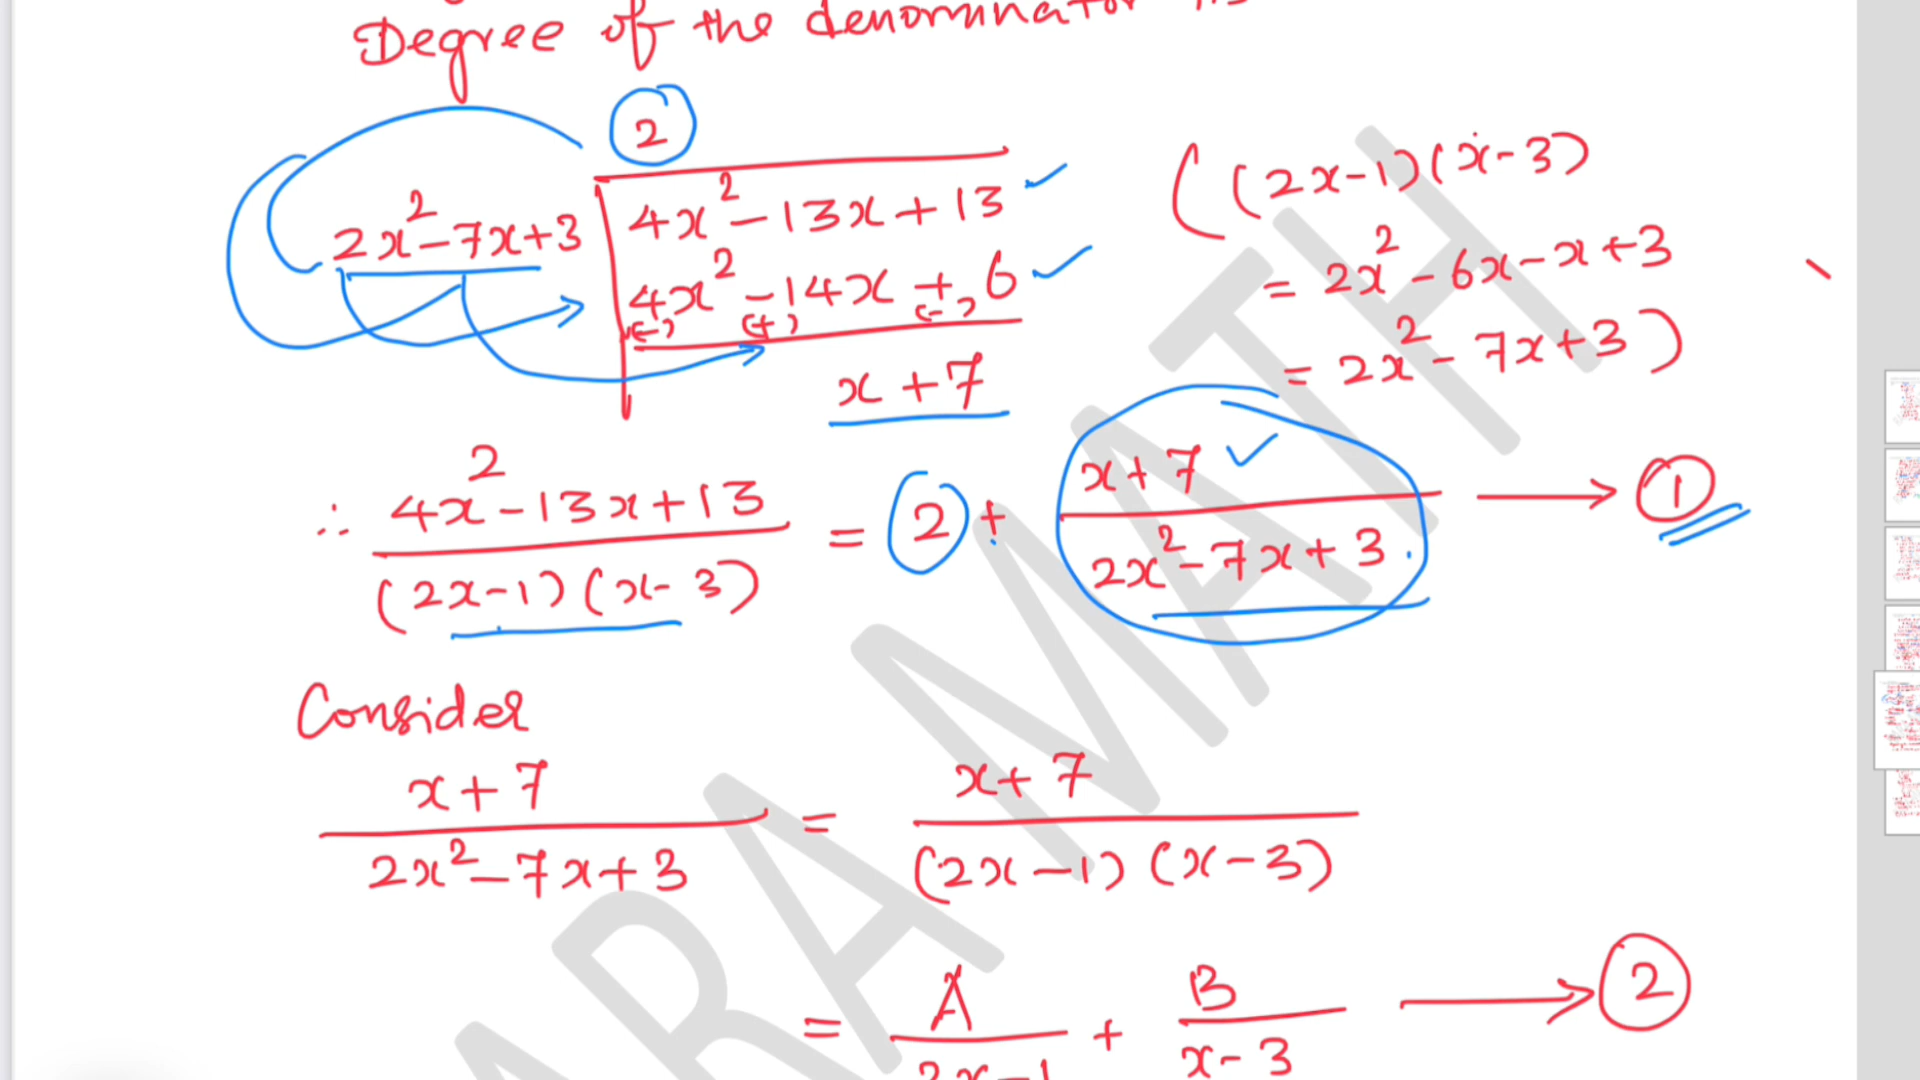 Degree of the denominator
2
2x²-7x+3 4x²-13x+13
4x²-14x+6
(-) (+) (-)
x+7
((2x-1)(x-3)
= 2x²-6x-x+3
= 2x²-7x+3)
∴ 4x²-13x+13 / (2x-1)(x-3) = 2 + x+7 / 2x²-7x+3 → ①
Consider
x+7 / 2x²-7x+3 = x+7 / (2x-1)(x-3)
= A / 2x-1 + B / x-3 → ②
ARA MATH